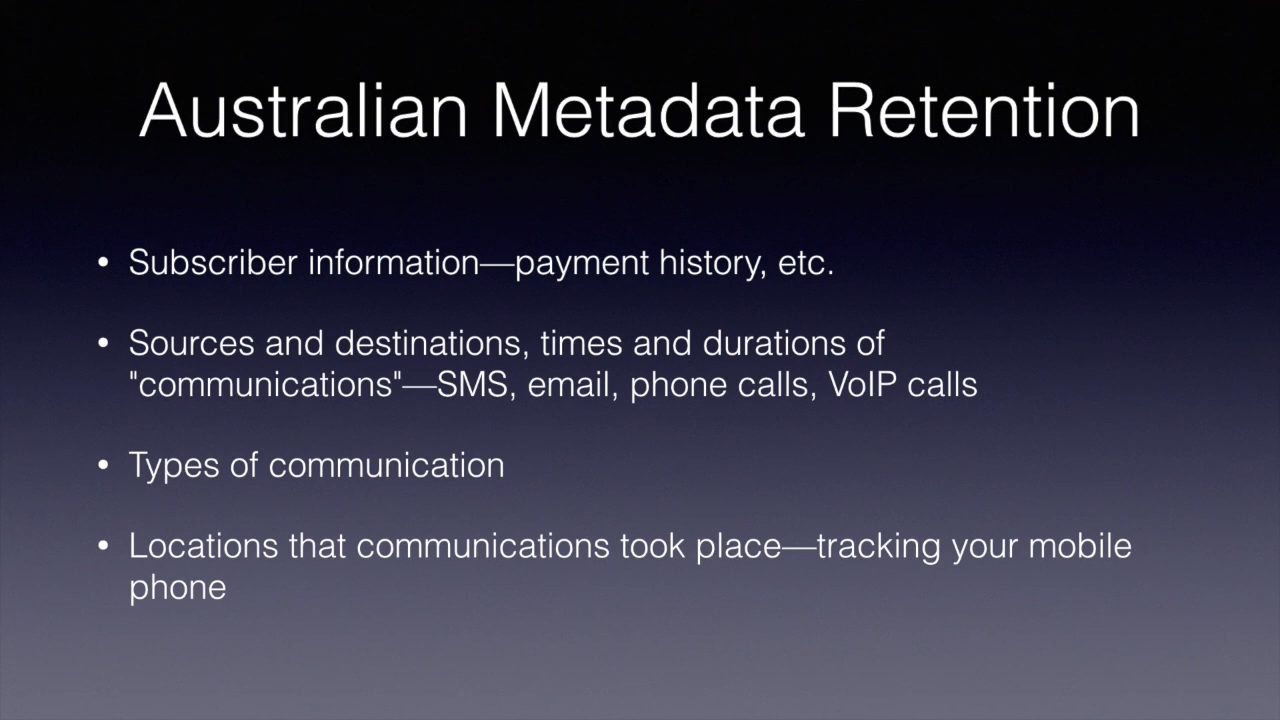 Australian Metadata Retention
• Subscriber information—payment history, etc.
• Sources and destinations, times and durations of
"communications"—SMS, email, phone calls, VoIP calls
• Types of communication
• Locations that communications took place—tracking your mobile
phone